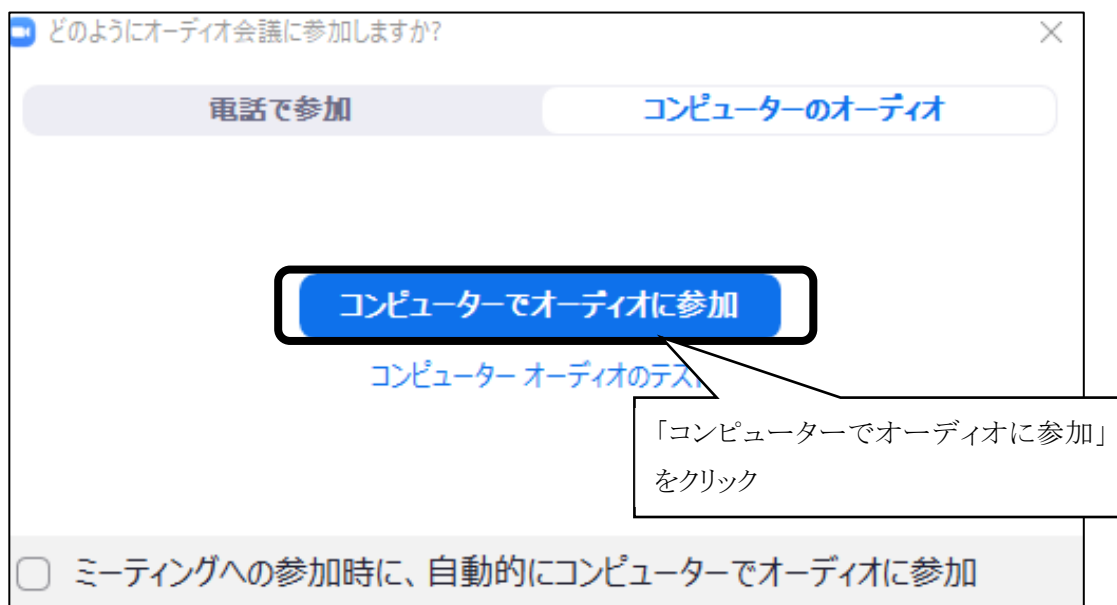 どのようにオーディオ会議に参加しますか?
電話で参加
コンピューターのオーディオ
コンピューターでオーディオに参加
コンピューター オーディオのテス
「コンピューターでオーディオに参加」
をクリック
ミーティングへの参加時に、自動的にコンピューターでオーディオに参加